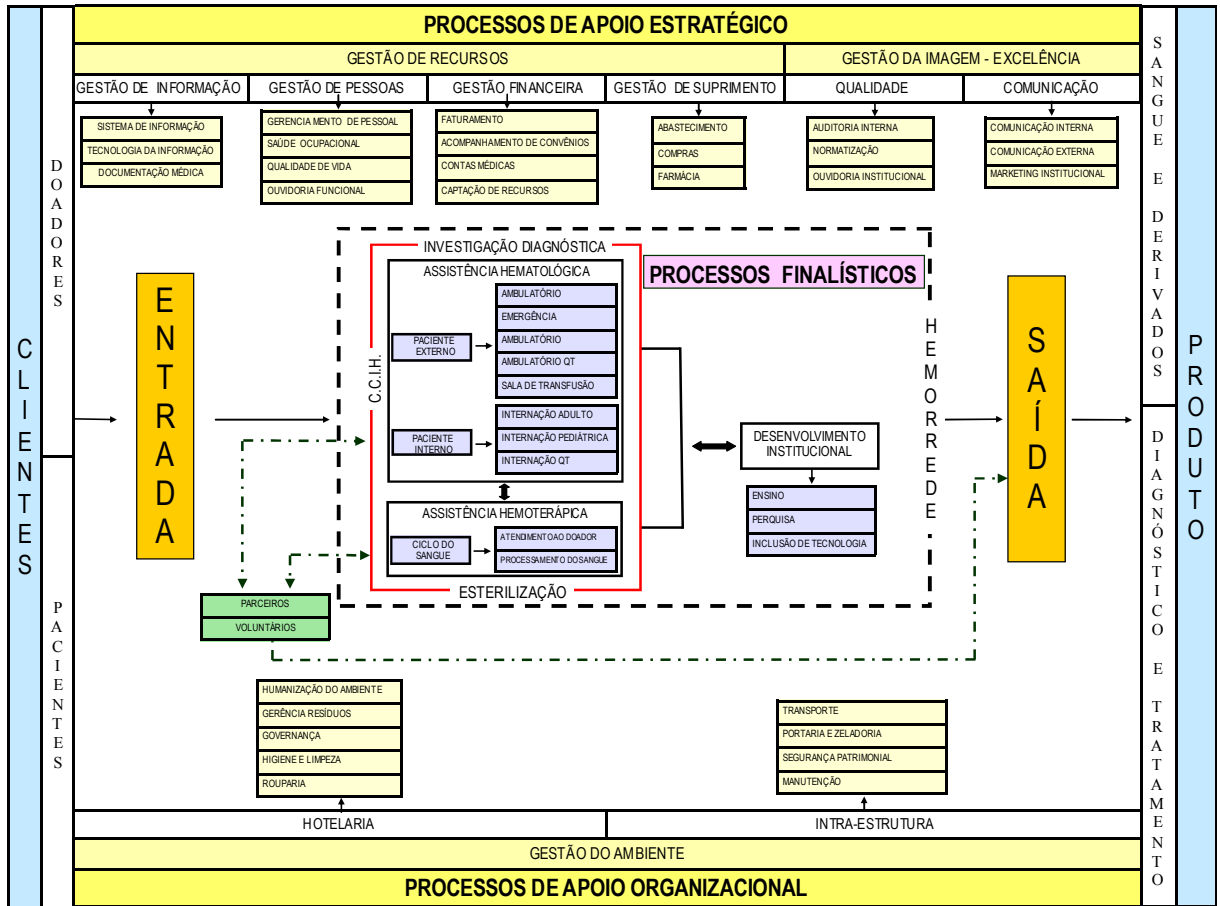 PROCESSOS DE APOIO ESTRATÉGICO
GESTÃO DE RECURSOS
GESTÃO DA IMAGEM - EXCELÊNCIA
GESTÃO DE INFORMAÇÃO
GESTÃO DE PESSOAS
GESTÃO FINANCEIRA
GESTÃO DE SUPRIMENTO
QUALIDADE
COMUNICAÇÃO
SISTEMA DE INFORMAÇÃO
TECNOLOGIA DA INFORMAÇÃO
DOCUMENTAÇÃO MÉDICA
GERENCIA MENTO DE PESSOAL
SAÚDE OCUPACIONAL
QUALIDADE DE VIDA
OUVIDORIA FUNCIONAL
FATURAMENTO
ACOMPANHAMENTO DE CONVÊNIOS
CONTAS MÉDICAS
CAPTAÇÃO DE RECURSOS
ABASTECIMENTO
COMPRAS
FARMÁCIA
AUDITORIA INTERNA
NORMATIZAÇÃO
OUVIDORIA INSTITUCIONAL
COMUNICAÇÃO INTERNA
COMUNICAÇÃO EXTERNA
MARKETING INSTITUCIONAL
CLIENTES
DOADORES
PACIENTES
ENTRADA
INVESTIGAÇÃO DIAGNÓSTICA
C.C.I.H.
ASSISTÊNCIA HEMATOLÓGICA
PACIENTE
EXTERNO
AMBULATÓRIO
EMERGÊNCIA
AMBULATÓRIO
AMBULATÓRIO QT
SALA DE TRANSFUSÃO
PACIENTE
INTERNO
INTERNAÇÃO ADULTO
INTERNAÇÃO PEDIÁTRICA
INTERNAÇÃO QT
ASSISTÊNCIA HEMOTERÁPICA
CICLO DO
SANGUE
ATENDIMENTO AO DOADOR
PROCESSAMENTO DO SANGUE
ESTERILIZAÇÃO
PROCESSOS FINALÍSTICOS
HEMORREDE
DESENVOLVIMENTO
INSTITUCIONAL
ENSINO
PERQUISA
INCLUSÃO DE TECNOLOGIA
SAÍDA
SANGUE E DERIVADOS
DIAGNÓSTICO E TRATAMENTO
PRODUTO
PARCEIROS
VOLUNTÁRIOS
HUMANIZAÇÃO DO AMBIENTE
GERÊNCIA RESÍDUOS
GOVERNANÇA
HIGIENE E LIMPEZA
ROUPARIA
TRANSPORTE
PORTARIA E ZELADORIA
SEGURANÇA PATRIMONIAL
MANUTENÇÃO
HOTELARIA
INTRA-ESTRUTURA
GESTÃO DO AMBIENTE
PROCESSOS DE APOIO ORGANIZACIONAL